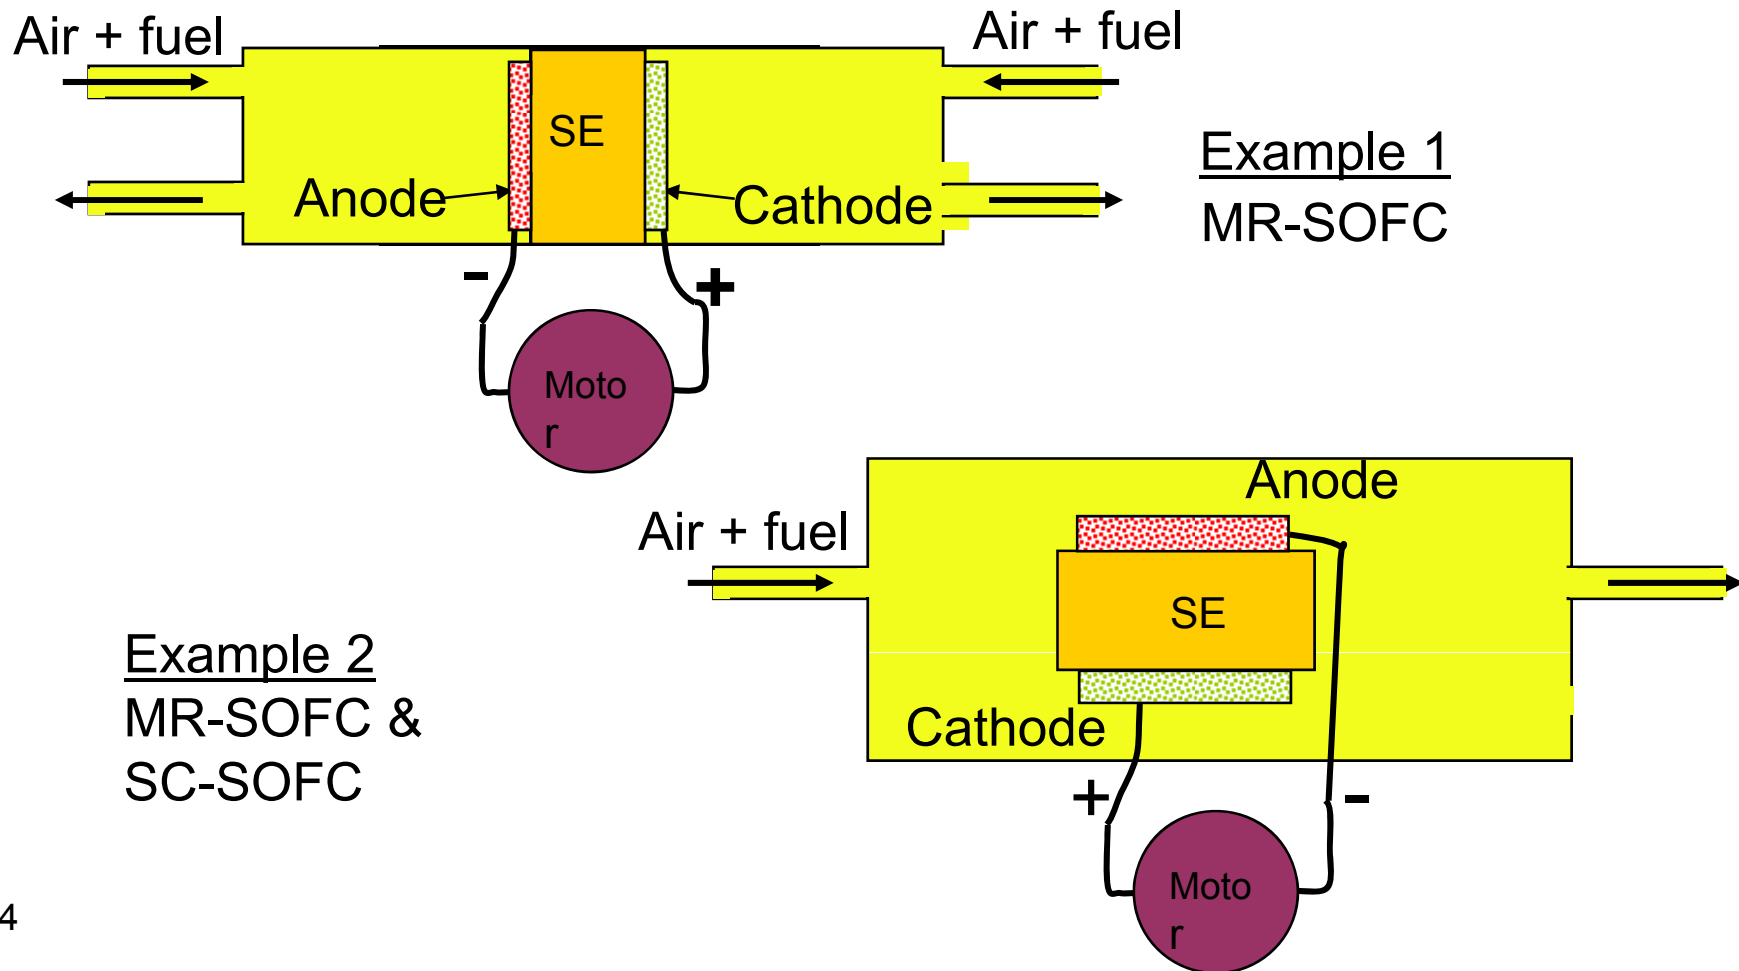 Air + fuel
Air + fuel
SE
Anode
Cathode
Example 1
MR-SOFC
-
+
Moto
r
Anode
Air + fuel
SE
Example 2
MR-SOFC &
SC-SOFC
Cathode
+
-
Moto
r
4